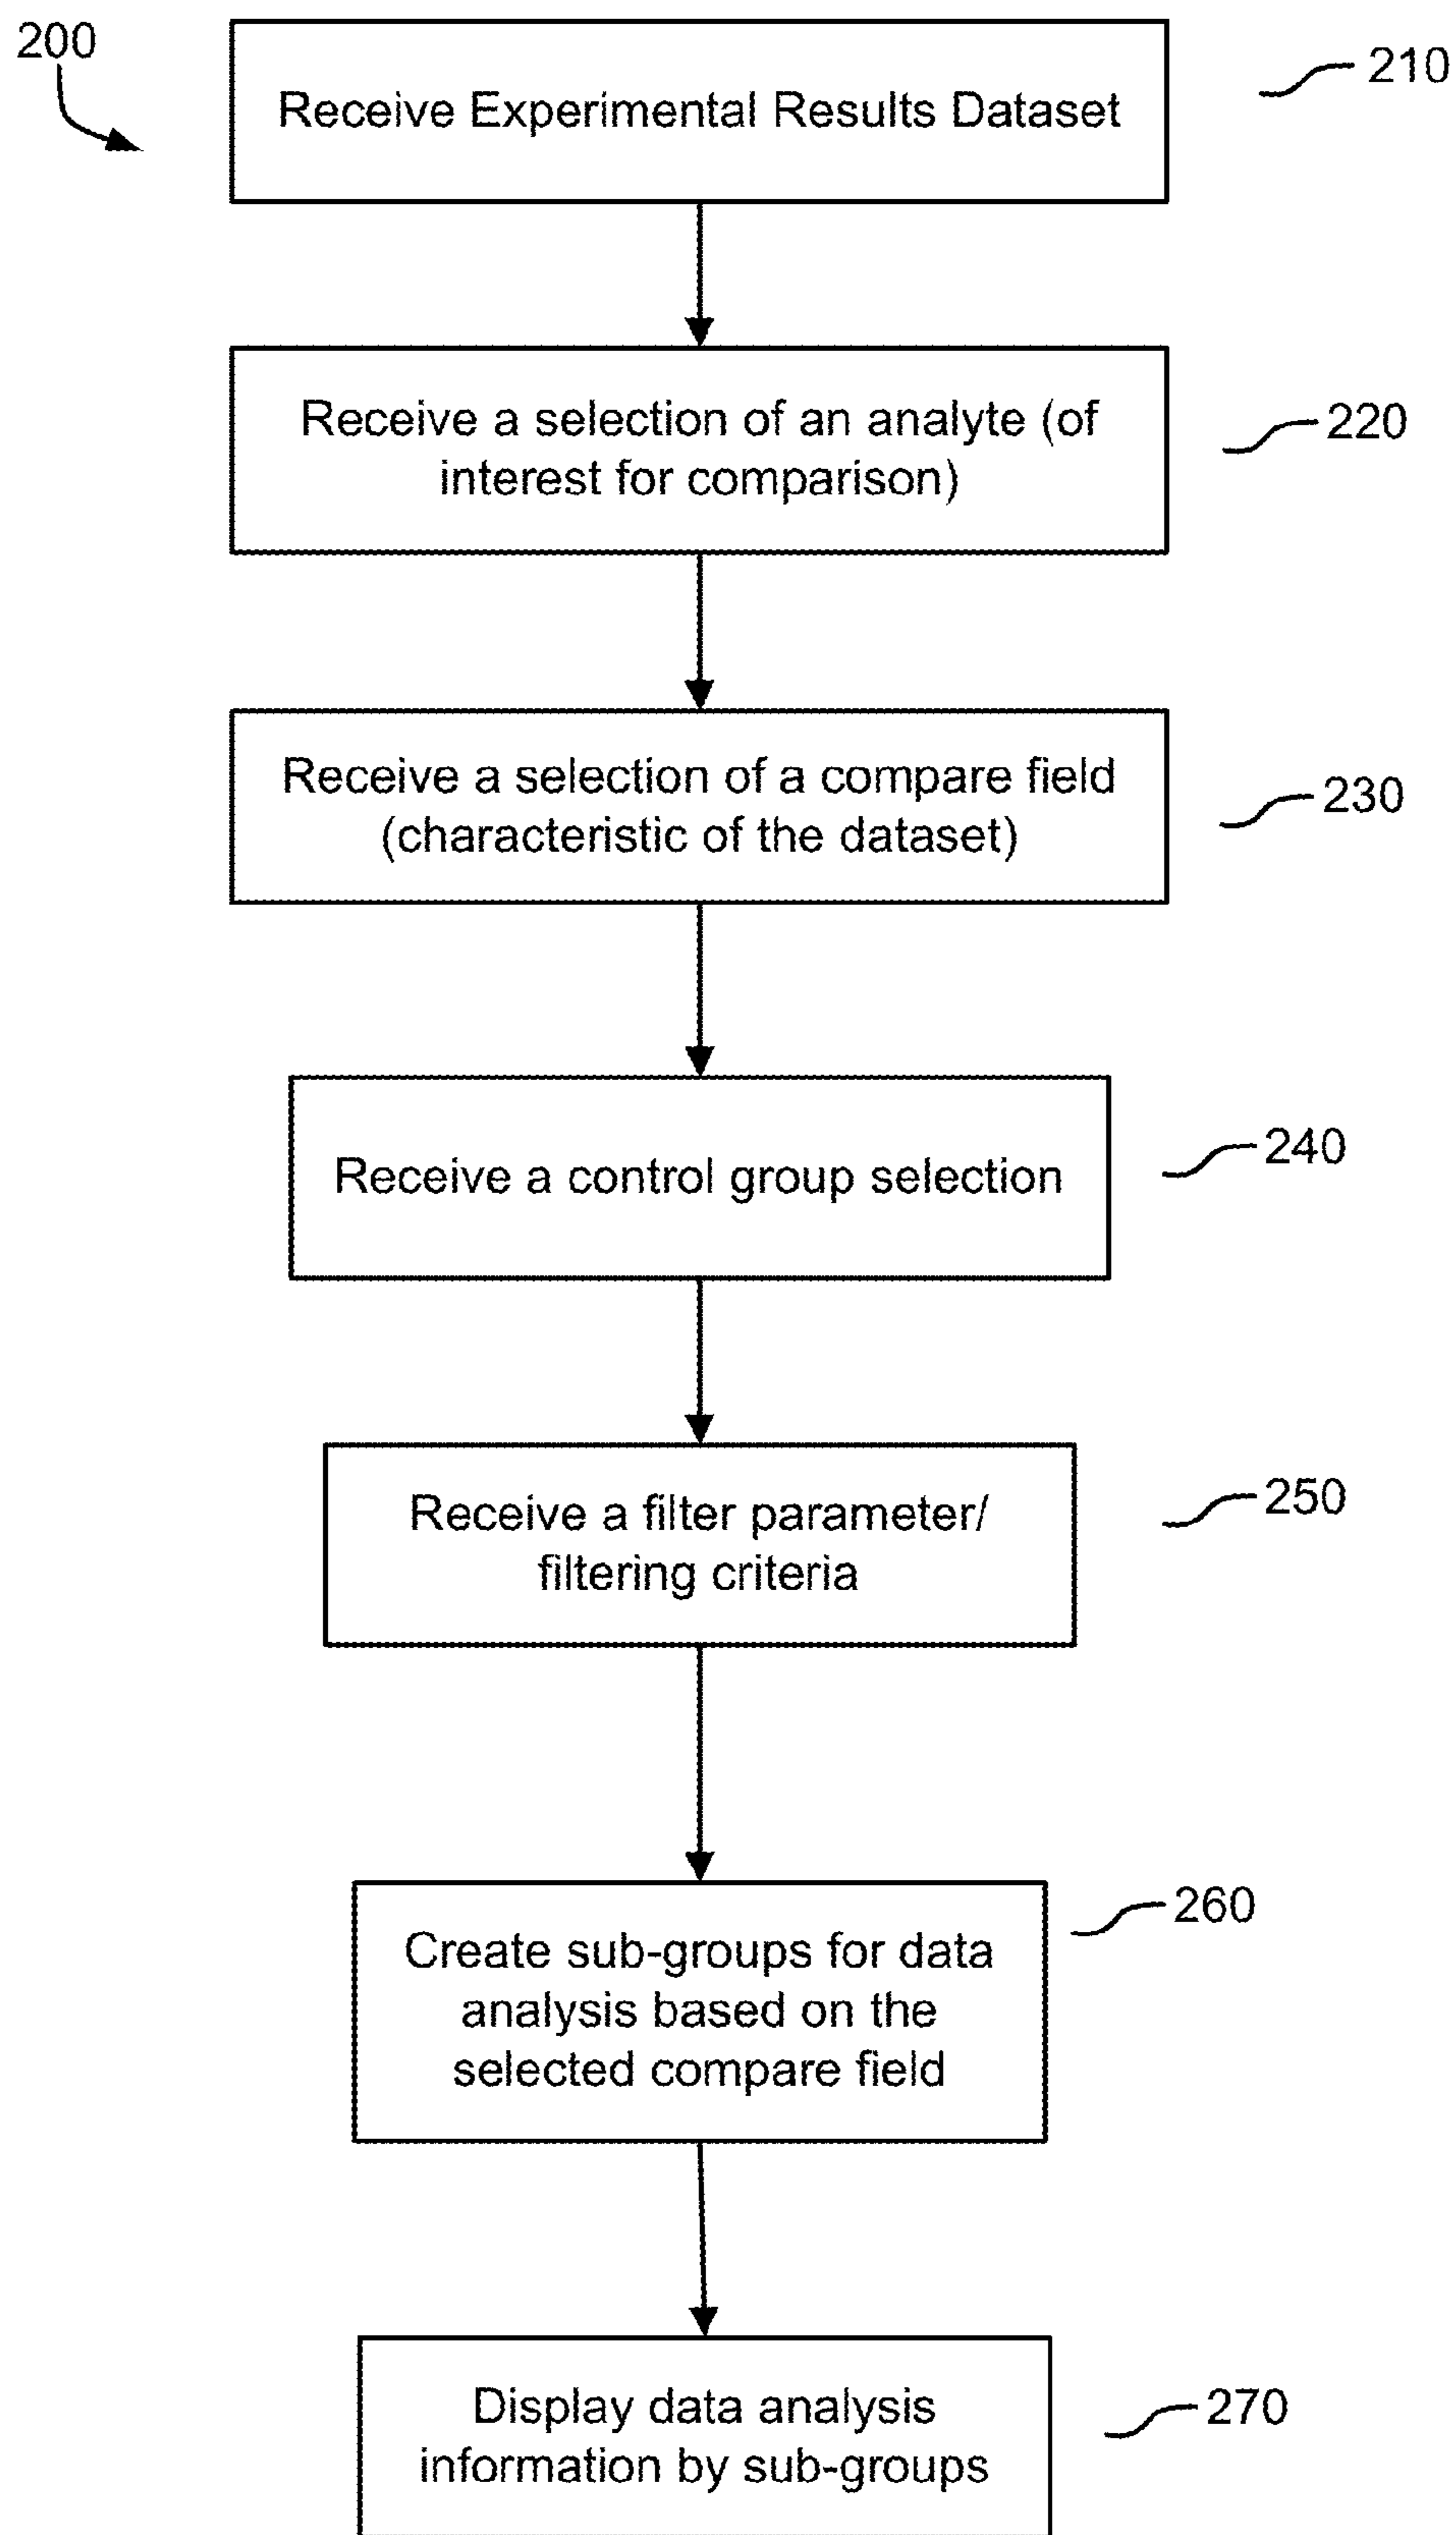 200
Receive Experimental Results Dataset
210
Receive a selection of an analyte (of
interest for comparison)
220
Receive a selection of a compare field
(characteristic of the dataset)
230
Receive a control group selection
240
Receive a filter parameter/
filtering criteria
250
Create sub-groups for data
analysis based on the
selected compare field
260
Display data analysis
information by sub-groups
270